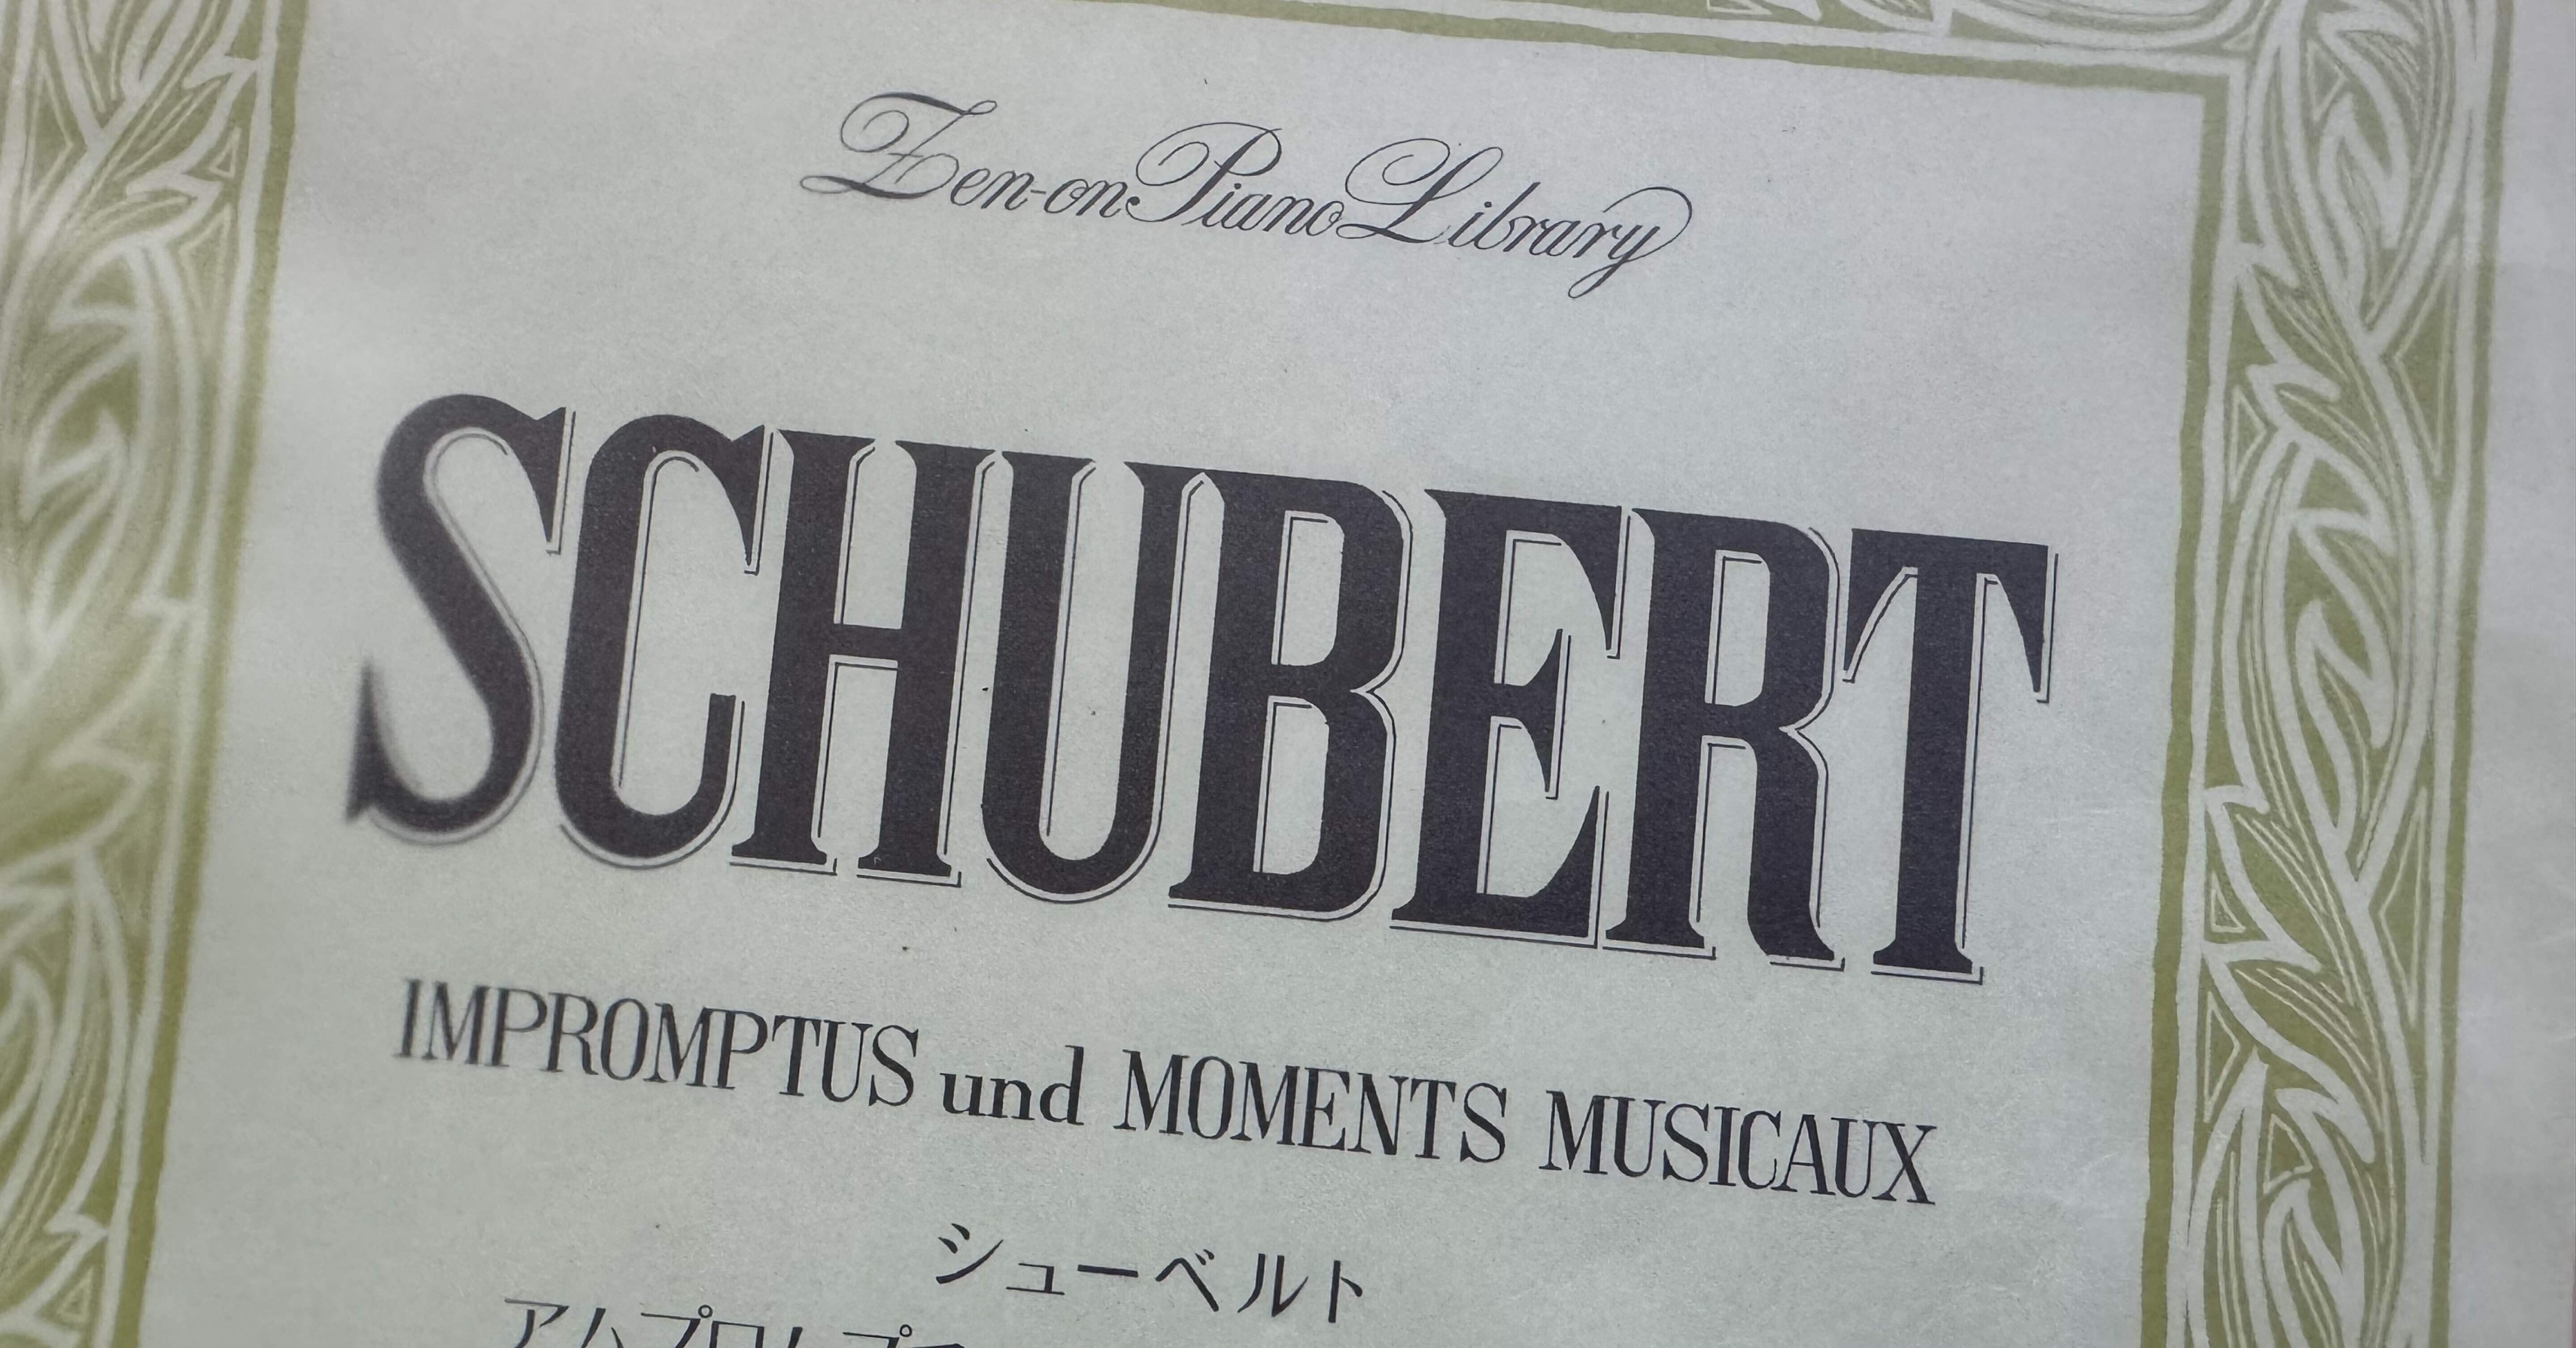 Zen-on Piano Library
SCHUBERT
IMPROMPTUS und MOMENTS MUSICAUX
シューベルト